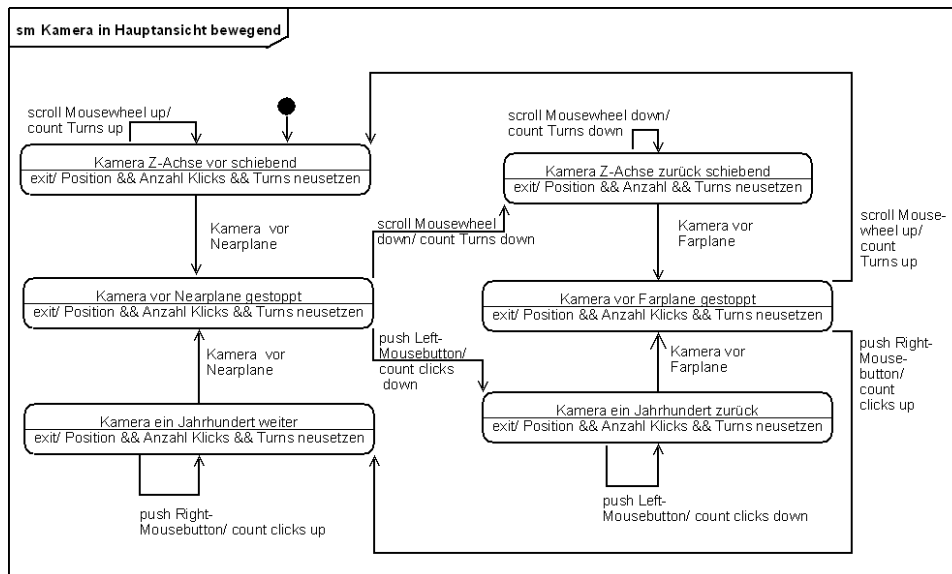 sm Kamera in Hauptansicht bewegend
scroll Mousewheel up/
count Turns up
Kamera Z-Achse vor schiebend
exit/ Position && Anzahl Klicks && Turns neusetzen
scroll Mousewheel down/
count Turns down
Kamera Z-Achse zurück schiebend
exit/ Position && Anzahl && Turns neusetzen
Kamera vor
Nearplane
scroll Mousewheel
down/ count Turns down
Kamera vor
Farplane
scroll Mouse-
wheel up/
count
Turns up
Kamera vor Nearplane gestoppt
exit/ Position && Anzahl Klicks && Turns neusetzen
Kamera vor Farplane gestoppt
exit/ Position && Anzahl Klicks && Turns neusetzen
Kamera vor
Nearplane
push Left-
Mousebutton/
count clicks
down
Kamera vor
Farplane
push Right-
Mouse-
button/
count
clicks up
Kamera ein Jahrhundert weiter
exit/ Position && Anzahl Klicks && Turns neusetzen
Kamera ein Jahrhundert zurück
exit/ Position && Anzahl Klicks && Turns neusetzen
push Right-
Mousebutton/ count clicks up
push Left-
Mousebutton/ count clicks down